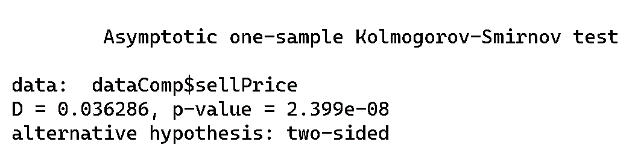 Asymptotic one-sample Kolmogorov-Smirnov test
data: dataComp$sellPrice
D = 0.036286, p-value = 2.399e-08
alternative hypothesis: two-sided